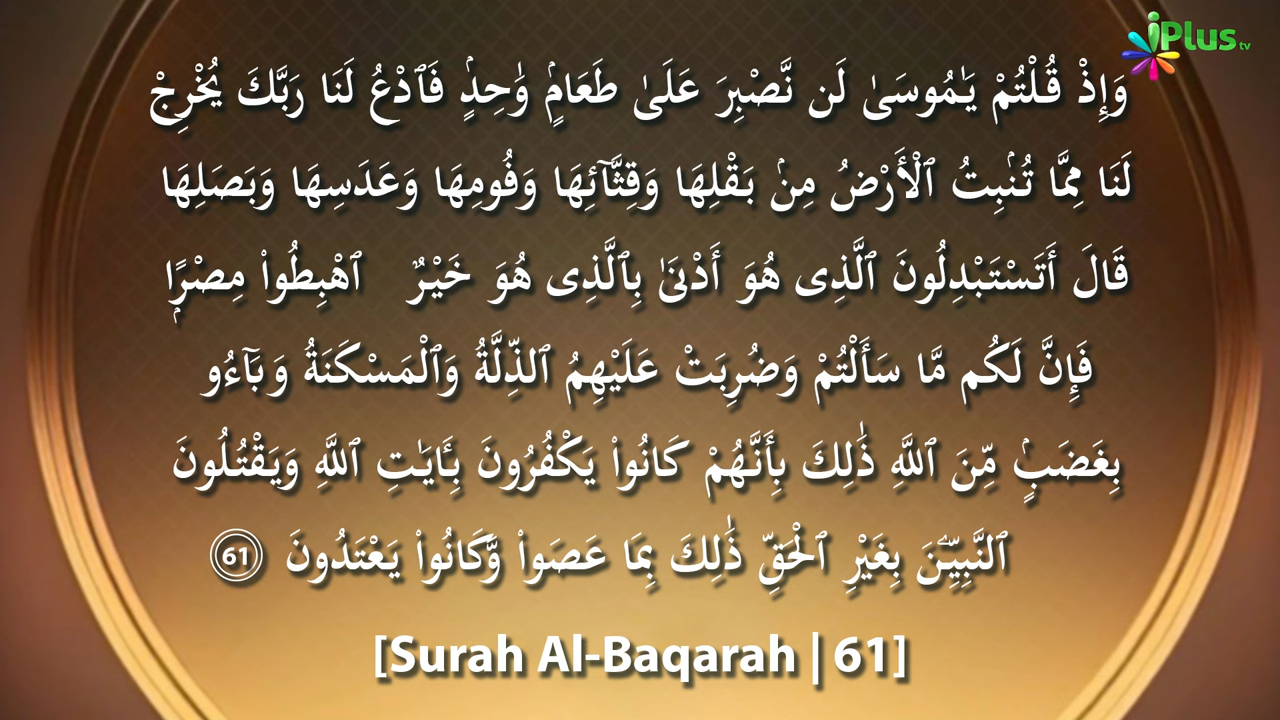 iPlus tv
وَإِذْ قُلْتُمْ يَٰمُوسَىٰ لَن نَّصْبِرَ عَلَىٰ طَعَامٍۢ وَٰحِدٍۢ فَٱدْعُ لَنَا رَبَّكَ يُخْرِجْ
لَنَا مِمَّا تُنۢبِتُ ٱلْأَرْضُ مِنۢ بَقْلِهَا وَقِثَّآئِهَا وَفُومِهَا وَعَدَسِهَا وَبَصَلِهَا
قَالَ أَتَسْتَبْدِلُونَ ٱلَّذِى هُوَ أَدْنَىٰ بِٱلَّذِى هُوَ خَيْرٌ ٱهْبِطُوا۟ مِصْرًۭا
فَإِنَّ لَكُم مَّا سَأَلْتُمْ وَضُرِبَتْ عَلَيْهِمُ ٱلذِّلَّةُ وَٱلْمَسْكَنَةُ وَبَآءُو
بِغَضَبٍۢ مِّنَ ٱللَّهِ ذَٰلِكَ بِأَنَّهُمْ كَانُوا۟ يَكْفُرُونَ بِـَٔايَٰتِ ٱللَّهِ وَيَقْتُلُونَ
ٱلنَّبِيِّـۧنَ بِغَيْرِ ٱلْحَقِّ ذَٰلِكَ بِمَا عَصَوا۟ وَّكَانُوا۟ يَعْتَدُونَ 61
[Surah Al-Baqarah | 61]